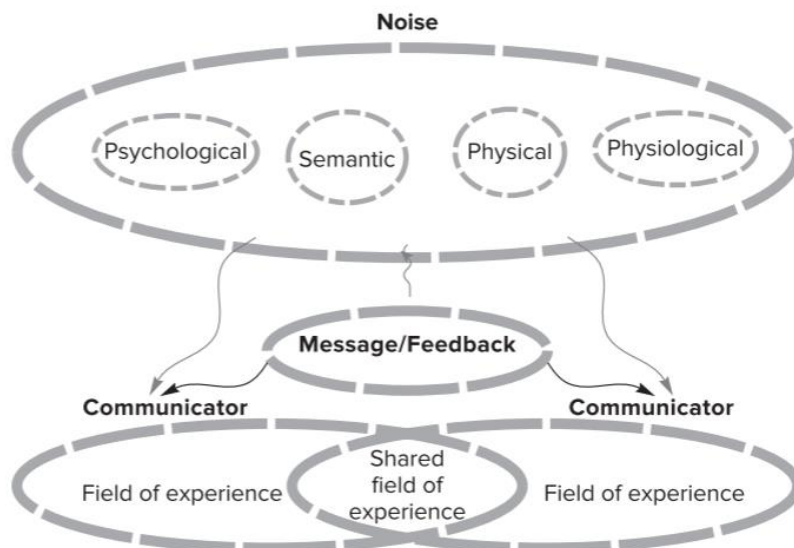 Noise
Psychological
Semantic
Physical
Physiological
Message/Feedback
Communicator
Communicator
Field of experience
Shared
field of
experience
Field of experience